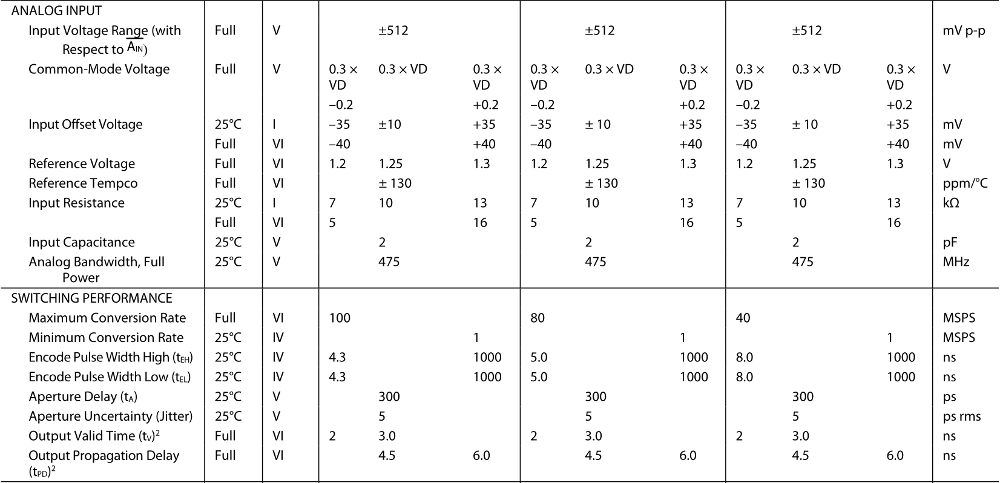 ANALOG INPUT
Input Voltage Range (with Full V ±512 ±512 ±512 mV p-p
Respect to A̅I̅N̅)
Common-Mode Voltage Full V 0.3 × 0.3 × VD 0.3 × 0.3 × 0.3 × VD 0.3 × 0.3 × 0.3 × VD 0.3 × V
VD VD VD VD VD VD
–0.2 +0.2 –0.2 +0.2 –0.2 +0.2
Input Offset Voltage 25°C I –35 ±10 +35 –35 ± 10 +35 –35 ± 10 +35 mV
Full VI –40 +40 –40 +40 –40 +40 mV
Reference Voltage Full VI 1.2 1.25 1.3 1.2 1.25 1.3 1.2 1.25 1.3 V
Reference Tempco Full VI ± 130 ± 130 ± 130 ppm/°C
Input Resistance 25°C I 7 10 13 7 10 13 7 10 13 kΩ
Full VI 5 16 5 16 5 16
Input Capacitance 25°C V 2 2 2 pF
Analog Bandwidth, Full 25°C V 475 475 475 MHz
Power
SWITCHING PERFORMANCE
Maximum Conversion Rate Full VI 100 80 40 MSPS
Minimum Conversion Rate 25°C IV 1 1 1 MSPS
Encode Pulse Width High (tEH) 25°C IV 4.3 1000 5.0 1000 8.0 1000 ns
Encode Pulse Width Low (tEL) 25°C IV 4.3 1000 5.0 1000 8.0 1000 ns
Aperture Delay (tA) 25°C V 300 300 300 ps
Aperture Uncertainty (Jitter) 25°C V 5 5 5 ps rms
Output Valid Time (tV)² Full VI 2 3.0 2 3.0 2 3.0 ns
Output Propagation Delay Full VI 4.5 6.0 4.5 6.0 4.5 6.0 ns
(tPD)²